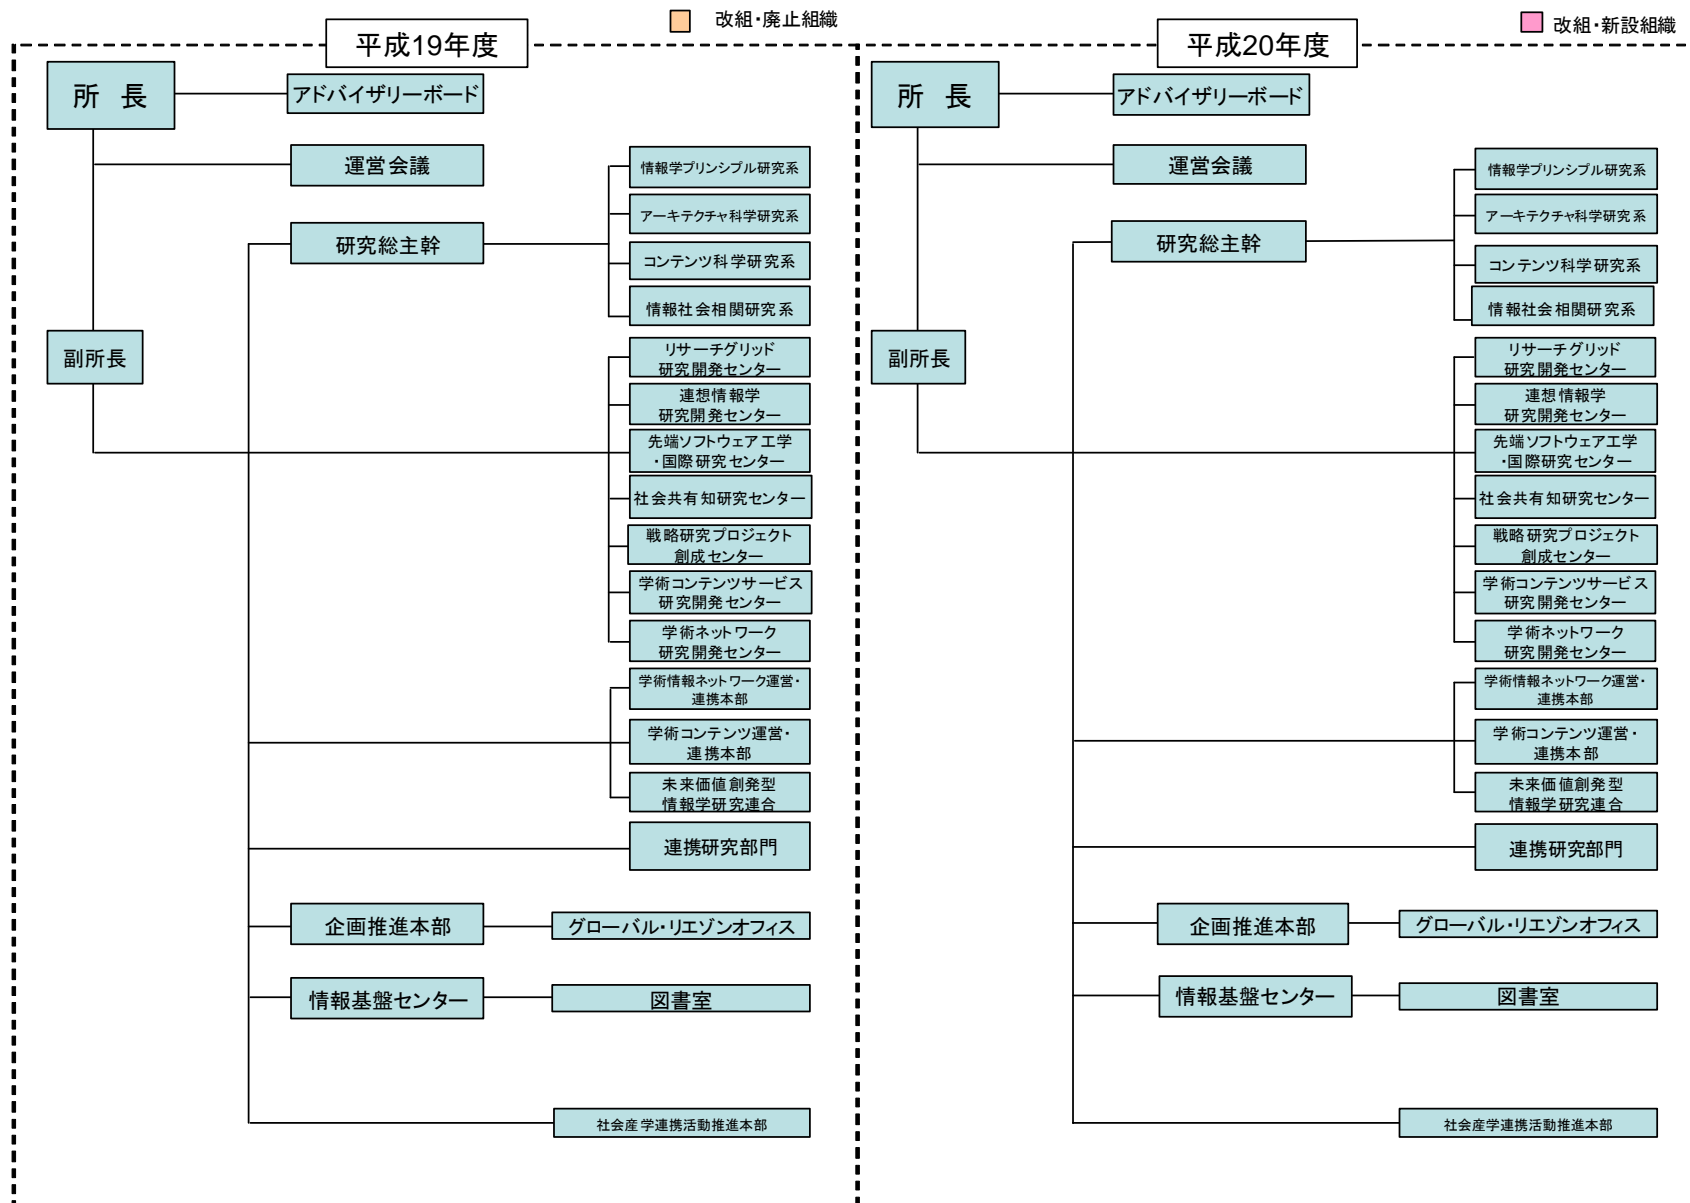 改組・廃止組織
平成19年度
所 長
アドバイザリーボード
運営会議
情報学プリンシプル研究系
アーキテクチャ科学研究系
研究総主幹
コンテンツ科学研究系
情報社会相関研究系
副所長
リサーチグリッド
研究開発センター
連想情報学
研究開発センター
先端ソフトウェア工学
・国際研究センター
社会共有知研究センター
戦略研究プロジェクト
創成センター
学術コンテンツサービス
研究開発センター
学術ネットワーク
研究開発センター
学術情報ネットワーク運営・
連携本部
学術コンテンツ運営・
連携本部
未来価値創発型
情報学研究連合
連携研究部門
企画推進本部
グローバル・リエゾンオフィス
情報基盤センター
図書室
社会産学連携活動推進本部
改組・新設組織
平成20年度
所 長
アドバイザリーボード
運営会議
情報学プリンシプル研究系
アーキテクチャ科学研究系
研究総主幹
コンテンツ科学研究系
情報社会相関研究系
副所長
リサーチグリッド
研究開発センター
連想情報学
研究開発センター
先端ソフトウェア工学
・国際研究センター
社会共有知研究センター
戦略研究プロジェクト
創成センター
学術コンテンツサービス
研究開発センター
学術ネットワーク
研究開発センター
学術情報ネットワーク運営・
連携本部
学術コンテンツ運営・
連携本部
未来価値創発型
情報学研究連合
連携研究部門
企画推進本部
グローバル・リエゾンオフィス
情報基盤センター
図書室
社会産学連携活動推進本部